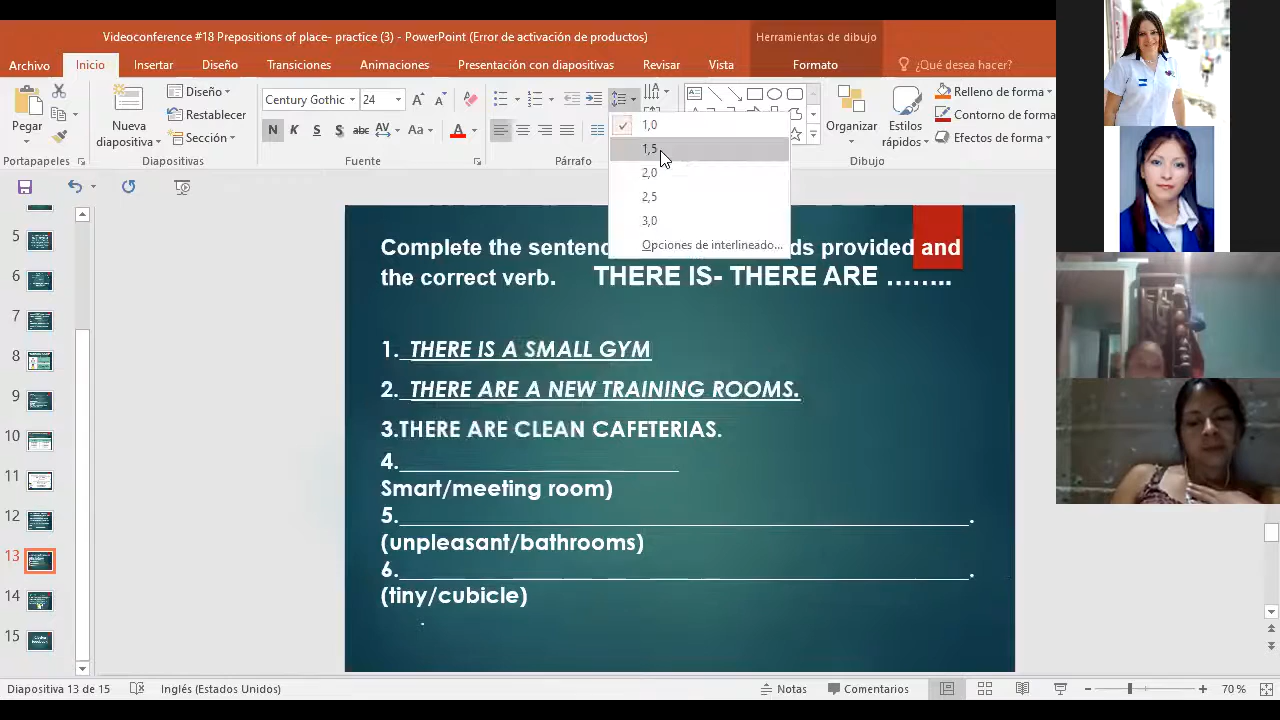 Videoconference #18 Prepositions of place- practice (3) - PowerPoint (Error de activación de productos)
Herramientas de dibujo
Archivo Inicio Insertar Diseño Transiciones Animaciones Presentación con diapositivas Revisar Vista Formato ¿Qué desea hacer?
Pegar
Nueva diapositiva
Diseño
Restablecer
Sección
Century Gothic 24
N K S abc AV Aa A
1,0
1,5
2,0
2,5
3,0
Opciones de interlineado...
Organizar
Estilos rápidos
Relleno de forma
Contorno de forma
Efectos de forma
Portapapeles Diapositivas Fuente Párrafo Dibujo
5
6
7
8
9
10
11
12
13
14
15
Complete the senten ds provided and
the correct verb. THERE IS- THERE ARE ……..
1._THERE IS A SMALL GYM
2._THERE ARE A NEW TRAINING ROOMS.
3.THERE ARE CLEAN CAFETERIAS.
4.________________________
Smart/meeting room)
5.________________________________________________.
(unpleasant/bathrooms)
6.________________________________________________.
(tiny/cubicle)
.
Diapositiva 13 de 15 Inglés (Estados Unidos) Notas Comentarios 70 %